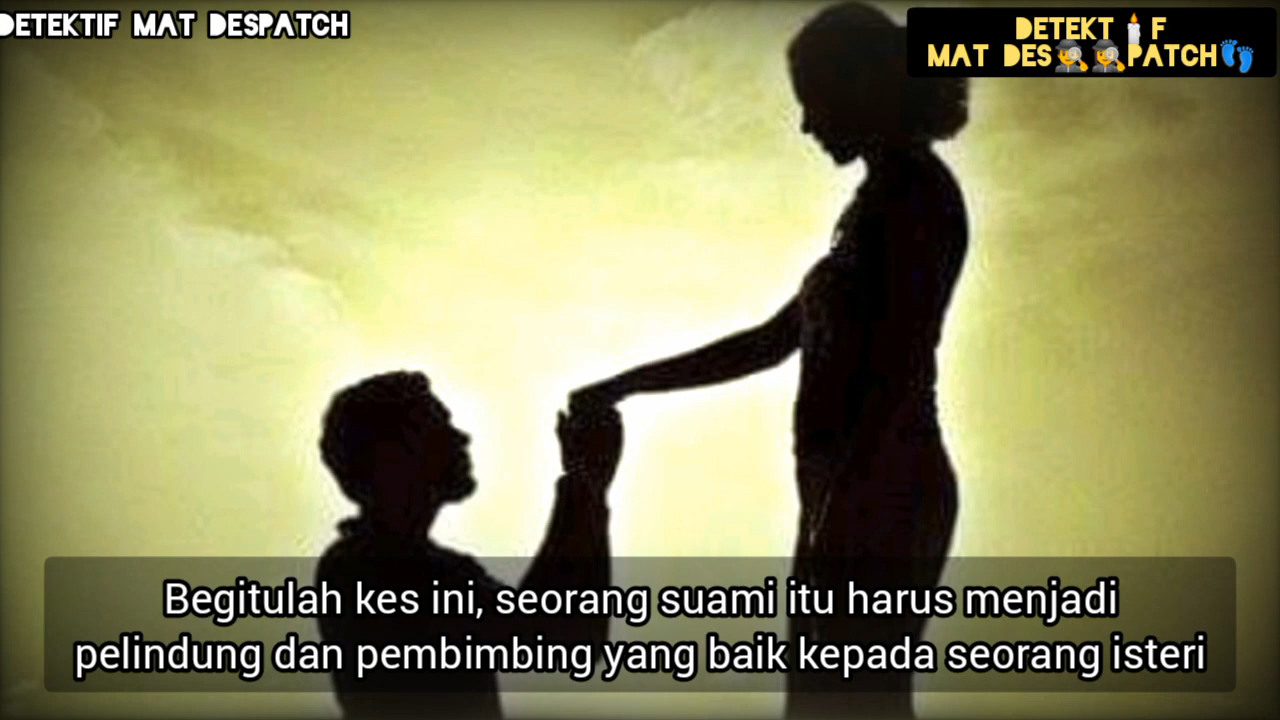 DETEKTIF MAT DESPATCH
DETEKT🕯️F
MAT DES🕵️🕵️PATCH👣
Begitulah kes ini, seorang suami itu harus menjadi
pelindung dan pembimbing yang baik kepada seorang isteri